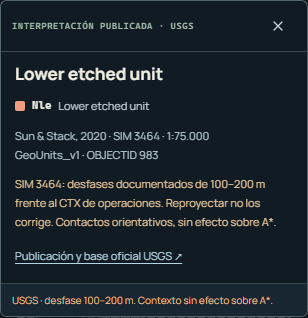 INTERPRETACIÓN PUBLICADA · USGS
Lower etched unit
Nle Lower etched unit
Sun & Stack, 2020 · SIM 3464 · 1:75.000
GeoUnits_v1 · OBJECTID 983
SIM 3464: desfases documentados de 100–200 m
frente al CTX de operaciones. Reproyectar no los
corrige. Contactos orientativos, sin efecto sobre A*.
Publicación y base oficial USGS ↗
USGS · desfase 100–200 m. Contexto sin efecto sobre A*.